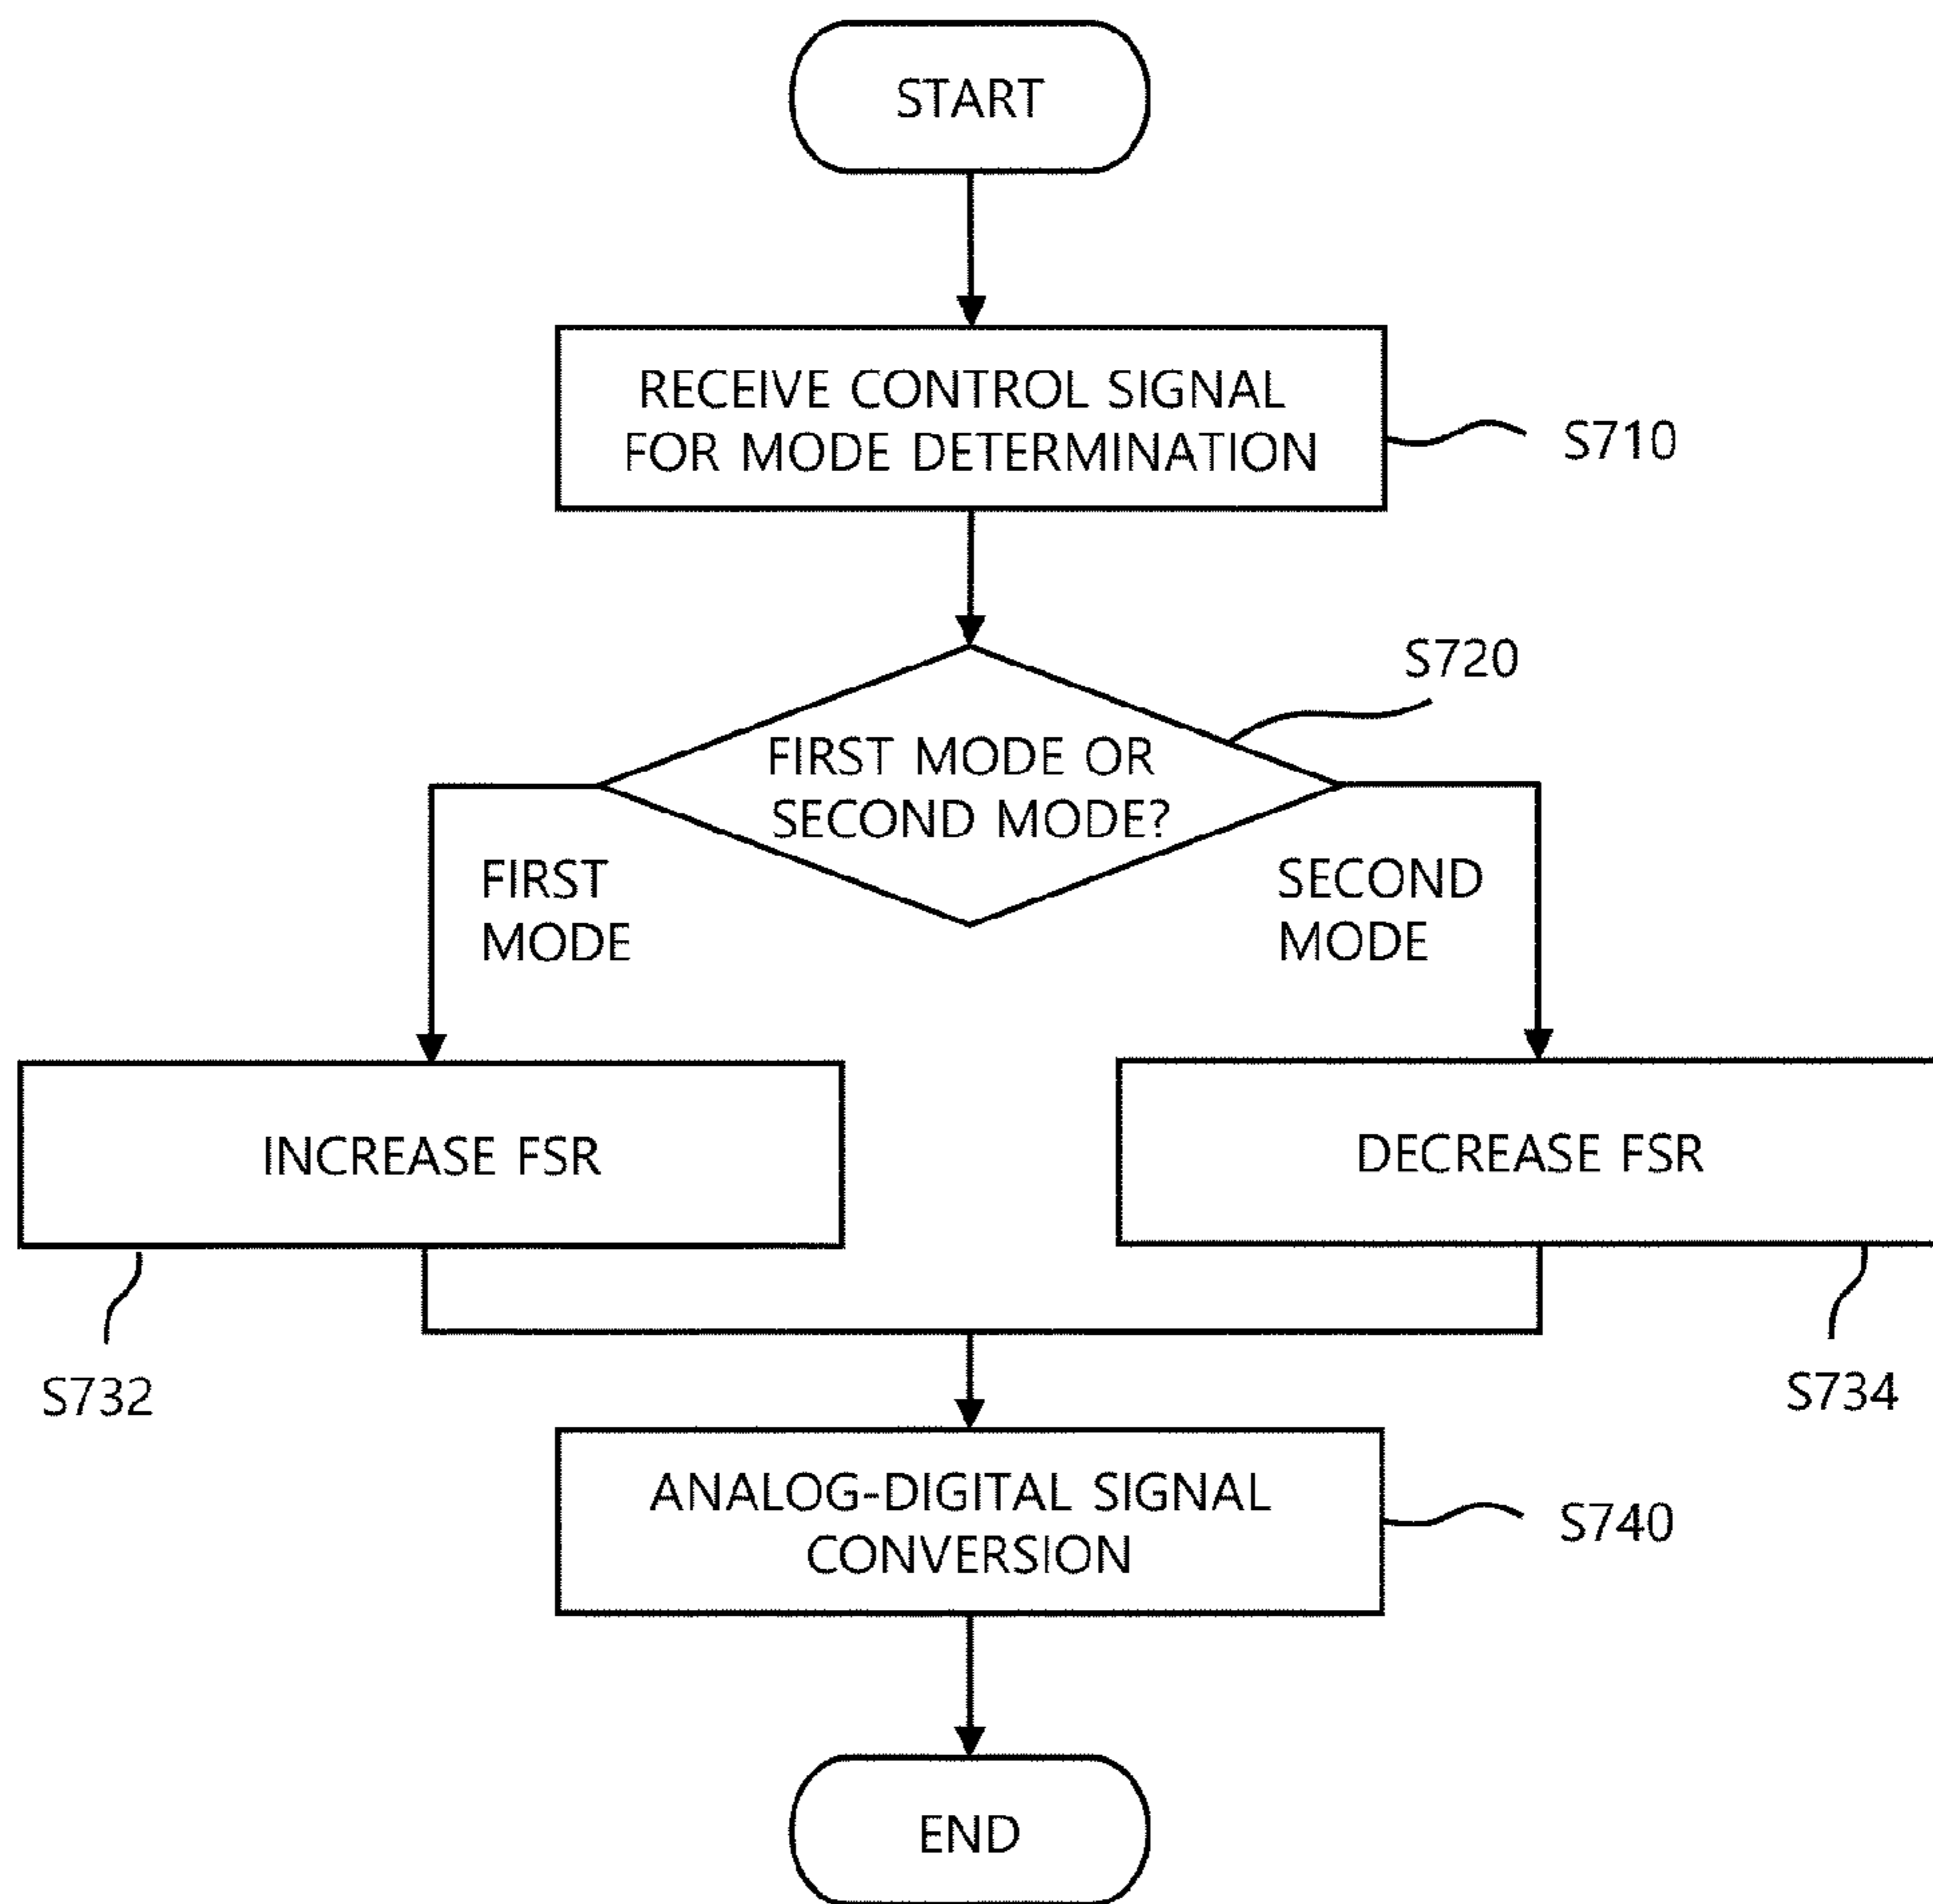 START
RECEIVE CONTROL SIGNAL
FOR MODE DETERMINATION
S710
S720
FIRST MODE OR
SECOND MODE?
FIRST
MODE
SECOND
MODE
INCREASE FSR
DECREASE FSR
S732
S734
ANALOG-DIGITAL SIGNAL
CONVERSION
S740
END